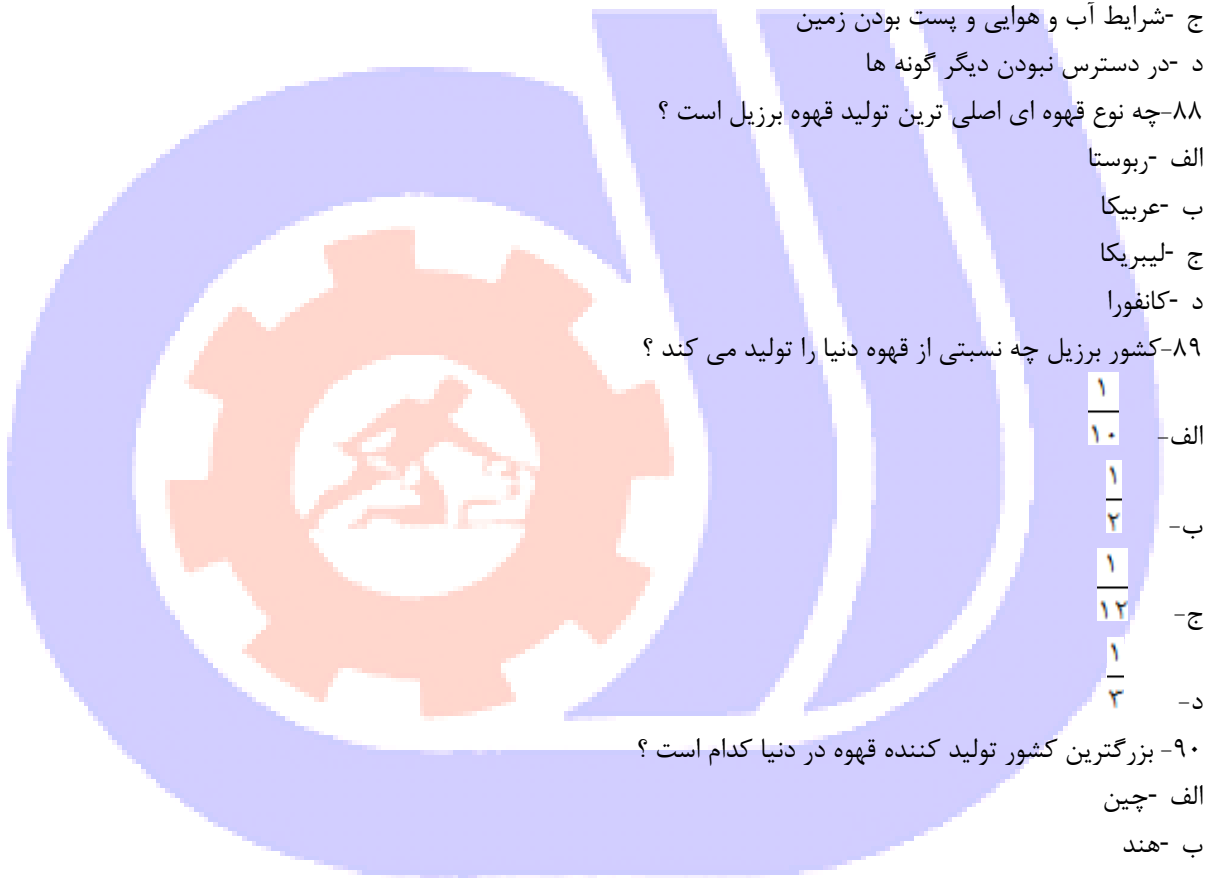 ج -شرایط آب و هوایی و پست بودن زمین
د -در دسترس نبودن دیگر گونه ها
۸۸-چه نوع قهوه ای اصلی ترین تولید قهوه برزیل است ؟
الف -ربوستا
ب -عربیکا
ج -لیبریکا
د -کانفورا
۸۹-کشور برزیل چه نسبتی از قهوه دنیا را تولید می کند ؟
الف- ۱/۱۰
ب- ۱/۲
ج- ۱/۱۲
د- ۱/۳
۹۰- بزرگترین کشور تولید کننده قهوه در دنیا کدام است ؟
الف -چین
ب -هند